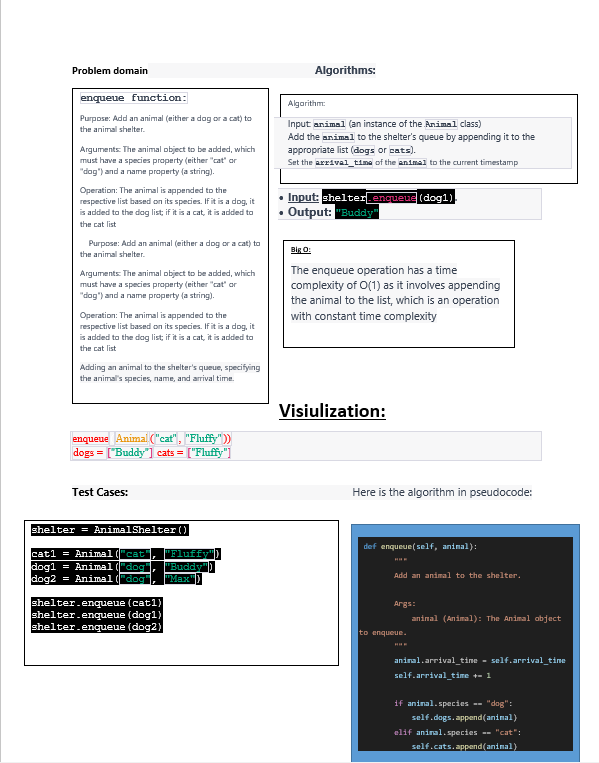 Problem domain
Algorithms:
enqueue function:
Purpose: Add an animal (either a dog or a cat) to
the animal shelter.
Arguments: The animal object to be added, which
must have a species property (either "cat" or
"dog") and a name property (a string).
Operation: The animal is appended to the
respective list based on its species. If it is a dog, it
is added to the dog list; if it is a cat, it is added to
the cat list
Purpose: Add an animal (either a dog or a cat) to
the animal shelter.
Arguments: The animal object to be added, which
must have a species property (either "cat" or
"dog") and a name property (a string).
Operation: The animal is appended to the
respective list based on its species. If it is a dog, it
is added to the dog list; if it is a cat, it is added to
the cat list
Adding an animal to the shelter's queue, specifying
the animal's species, name, and arrival time.
Algorithm:
Input: animal (an instance of the Animal class)
Add the animal to the shelter's queue by appending it to the
appropriate list (dogs or cats).
Set the arrival_time of the animal to the current timestamp
• Input: shelter.enqueue(dog1).
• Output: "Buddy"
Big O:
The enqueue operation has a time
complexity of O(1) as it involves appending
the animal to the list, which is an operation
with constant time complexity
Visiulization:
enqueue Animal("cat", "Fluffy"))
dogs = ["Buddy"] cats = ["Fluffy"]
Test Cases:
Here is the algorithm in pseudocode:
shelter = AnimalShelter()
cat1 = Animal("cat", "Fluffy")
dog1 = Animal("dog", "Buddy")
dog2 = Animal("dog", "Max")
shelter.enqueue(cat1)
shelter.enqueue(dog1)
shelter.enqueue(dog2)
def enqueue(self, animal):
"""
Add an animal to the shelter.
Args:
animal (Animal): The Animal object
to enqueue.
"""
animal.arrival_time = self.arrival_time
self.arrival_time += 1
if animal.species == "dog":
self.dogs.append(animal)
elif animal.species == "cat":
self.cats.append(animal)